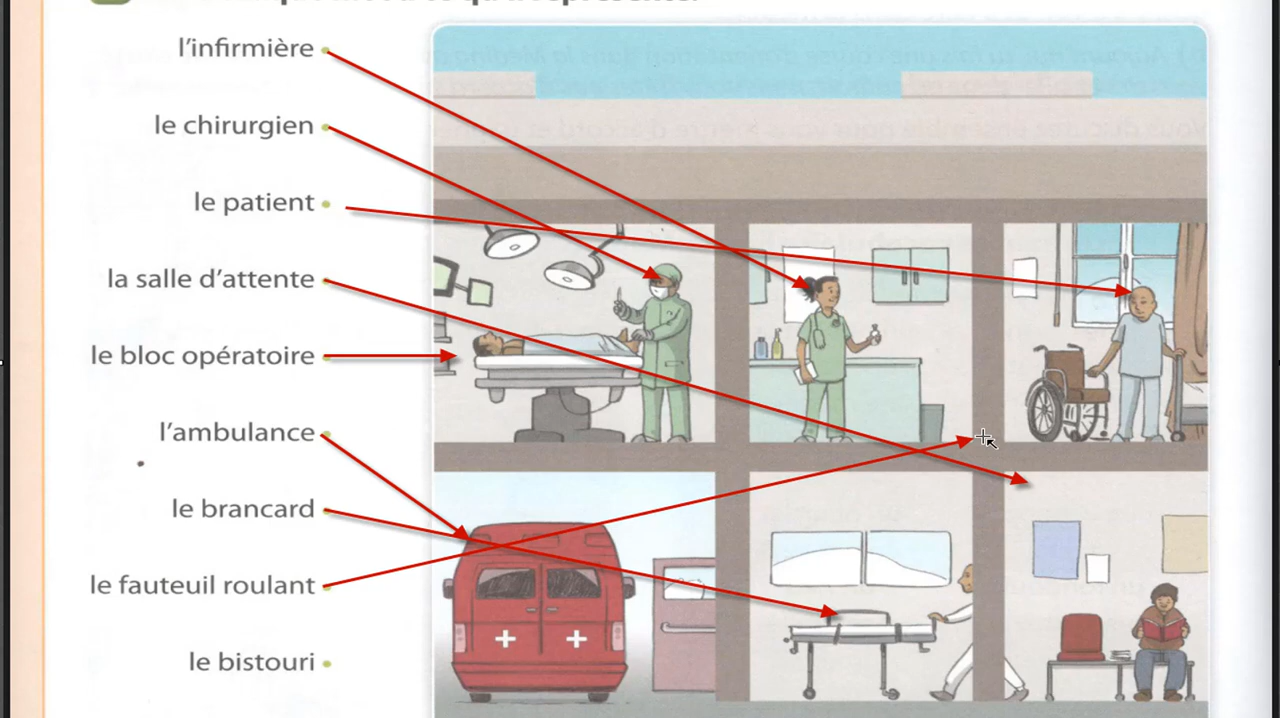 l'infirmière
le chirurgien
le patient
la salle d'attente
le bloc opératoire
l'ambulance
le brancard
le fauteuil roulant
le bistouri